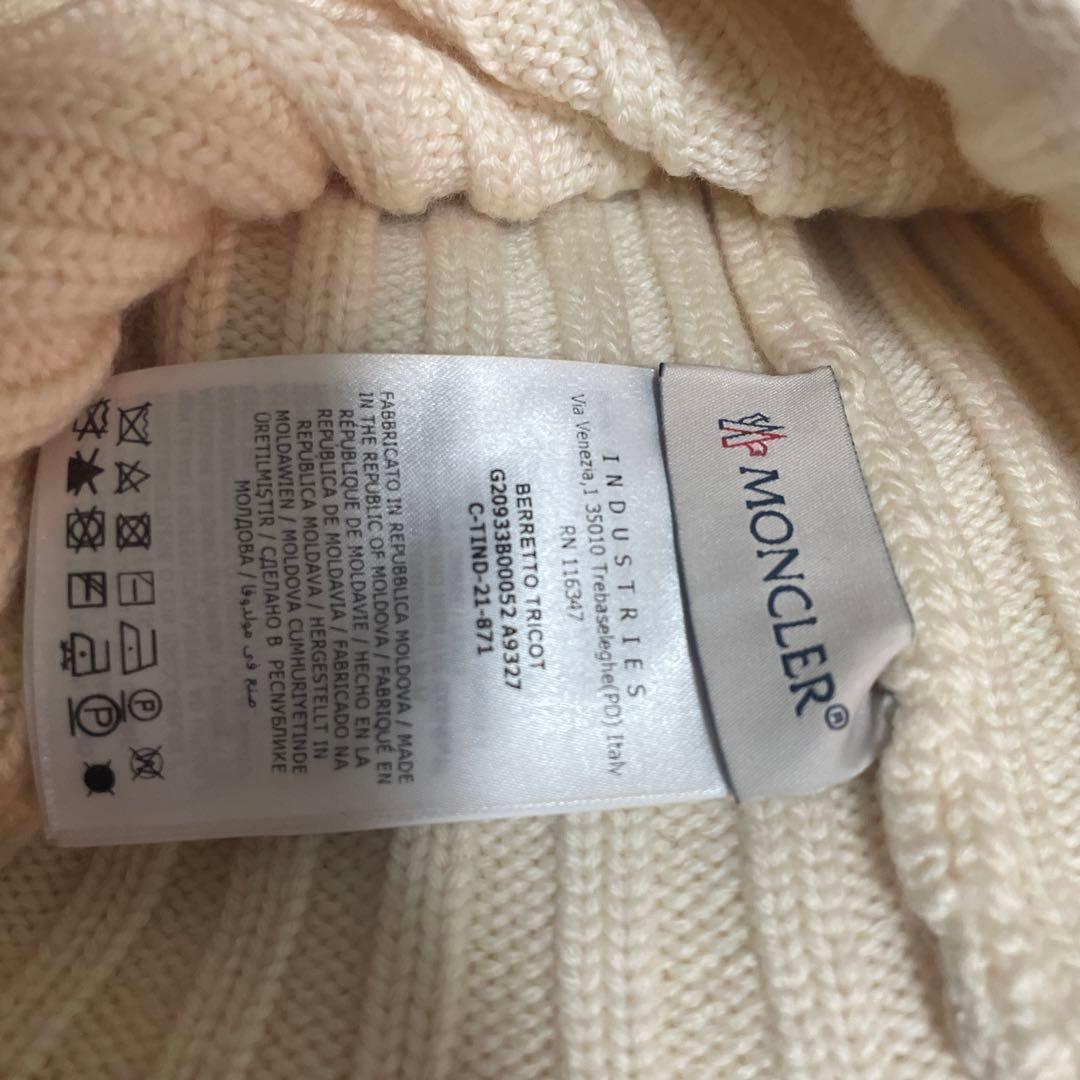 MONCLER®
INDUSTRIES
Via Venezia,1 35010 Trebaseleghe(PD) Italy
RN 116347
BERRETTO TRICOT
G20933B00052 A9327
C-TIND-21-871
FABBRICATO IN REPUBBLICA MOLDOVA / MADE
IN THE REPUBLIC OF MOLDOVA / FABRIQUÉ EN
RÉPUBLIQUE DE MOLDAVIE / HECHO EN LA
REPUBLICA DE MOLDAVIA / FABRICADO NA
REPUBLICA MOLDAVA / HERGESTELLT IN
MOLDAWIEN / MOLDOVA CUMHURIYETINDE
ÜRETILMIŞTIR / СДЕЛАНО В РЕСПУБЛИКЕ
МОЛДОВА / صنع في مولدوفا
P
P